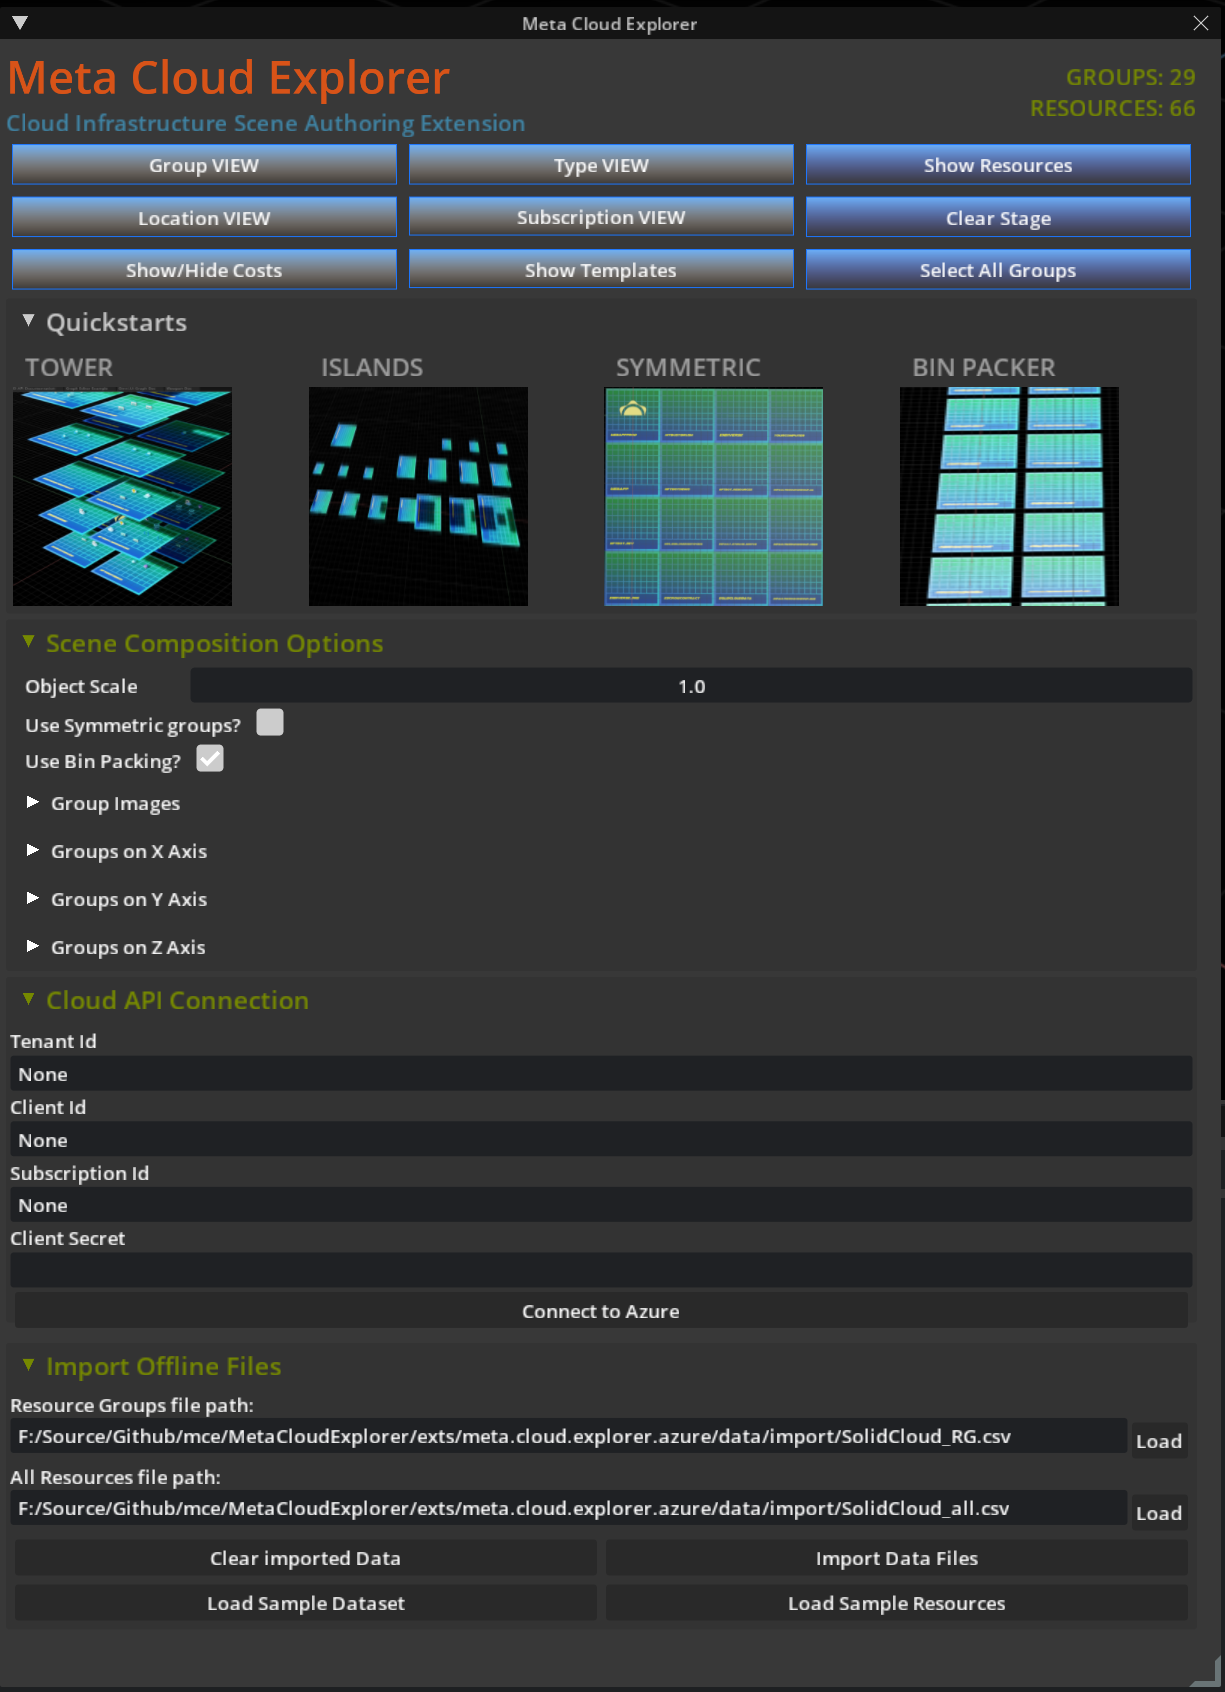 Meta Cloud Explorer
Meta Cloud Explorer
GROUPS: 29
Cloud Infrastructure Scene Authoring Extension
RESOURCES: 66
Group VIEW
Type VIEW
Show Resources
Location VIEW
Subscription VIEW
Clear Stage
Show/Hide Costs
Show Templates
Select All Groups
Quickstarts
TOWER
ISLANDS
SYMMETRIC
BIN PACKER
Scene Composition Options
Object Scale
1.0
Use Symmetric groups?
Use Bin Packing?
Group Images
Groups on X Axis
Groups on Y Axis
Groups on Z Axis
Cloud API Connection
Tenant Id
None
Client Id
None
Subscription Id
None
Client Secret
Connect to Azure
Import Offline Files
Resource Groups file path:
F:/Source/Github/mce/MetaCloudExplorer/exts/meta.cloud.explorer.azure/data/import/SolidCloud_RG.csv
Load
All Resources file path:
F:/Source/Github/mce/MetaCloudExplorer/exts/meta.cloud.explorer.azure/data/import/SolidCloud_all.csv
Load
Clear imported Data
Import Data Files
Load Sample Dataset
Load Sample Resources